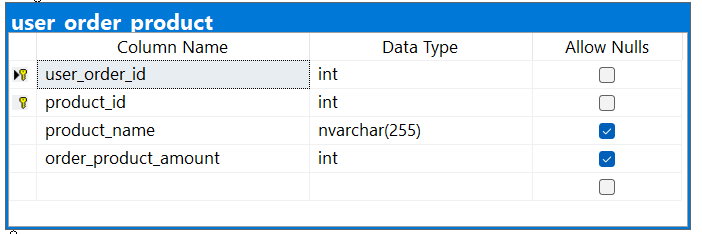 user_order_product
Column Name Data Type Allow Nulls
user_order_id int
product_id int
product_name nvarchar(255)
order_product_amount int